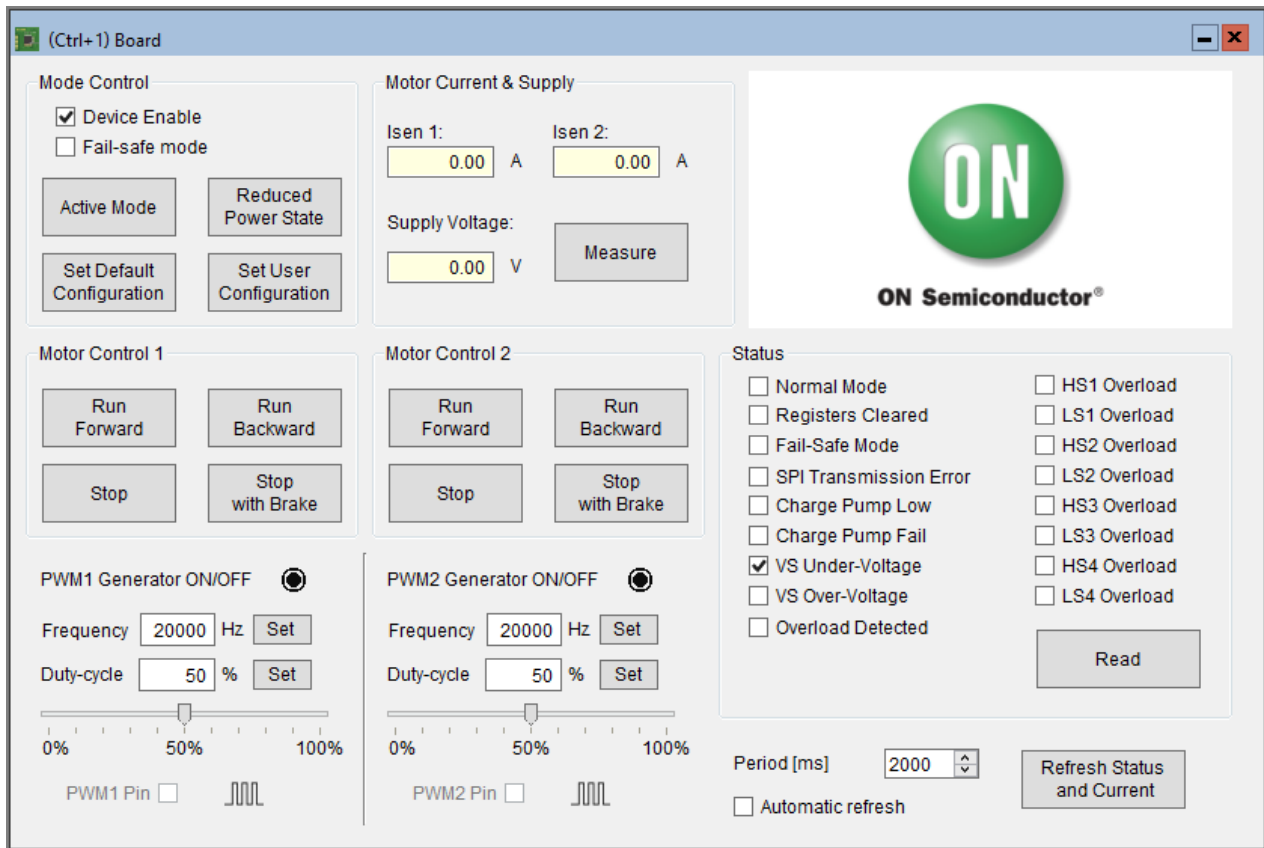 (Ctrl+1) Board
Mode Control
Device Enable
Fail-safe mode
Active Mode
Reduced
Power State
Set Default
Configuration
Set User
Configuration
Motor Current & Supply
Isen 1:
0.00 A
Isen 2:
0.00 A
Supply Voltage:
0.00 V
Measure
ON
ON Semiconductor®
Motor Control 1
Run
Forward
Run
Backward
Stop
Stop
with Brake
Motor Control 2
Run
Forward
Run
Backward
Stop
Stop
with Brake
Status
Normal Mode
Registers Cleared
Fail-Safe Mode
SPI Transmission Error
Charge Pump Low
Charge Pump Fail
VS Under-Voltage
VS Over-Voltage
Overload Detected
HS1 Overload
LS1 Overload
HS2 Overload
LS2 Overload
HS3 Overload
LS3 Overload
HS4 Overload
LS4 Overload
Read
PWM1 Generator ON/OFF
Frequency 20000 Hz Set
Duty-cycle 50 % Set
0% 50% 100%
PWM1 Pin
PWM2 Generator ON/OFF
Frequency 20000 Hz Set
Duty-cycle 50 % Set
0% 50% 100%
PWM2 Pin
Period [ms] 2000
Automatic refresh
Refresh Status
and Current